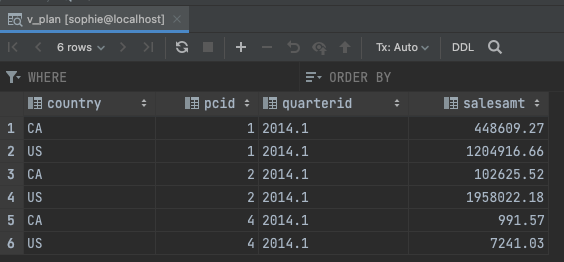 v_plan [sophie@localhost]
6 rows Tx: Auto DDL
WHERE ORDER BY
country pcid quarterid salesamt
1 CA 1 2014.1 448609.27
2 US 1 2014.1 1204916.66
3 CA 2 2014.1 102625.52
4 US 2 2014.1 1958022.18
5 CA 4 2014.1 991.57
6 US 4 2014.1 7241.03